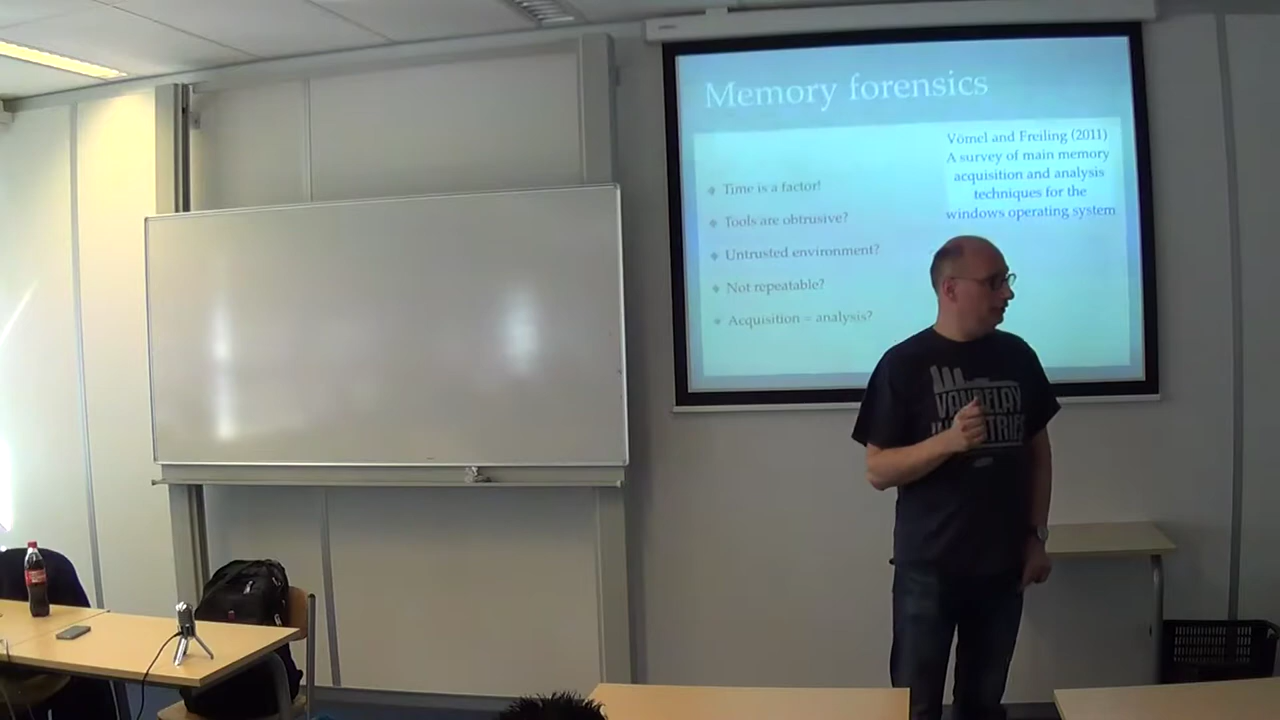 Memory forensics
Vömel and Freiling (2011)
A survey of main memory
acquisition and analysis
techniques for the
windows operating system
Time is a factor!
Tools are obtrusive?
Untrusted environment?
Not repeatable?
Acquisition = analysis?
VANDELAY